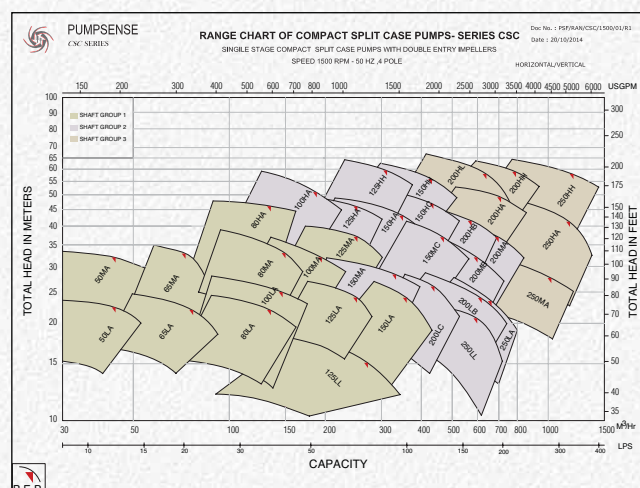 PUMPSENSE
CSC SERIES
RANGE CHART OF COMPACT SPLIT CASE PUMPS- SERIES CSC
SINGILE STAGE COMPACT SPLIT CASE PUMPS WITH DOUBLE ENTRY IMPELLERS
SPEED 1500 RPM - 50 HZ ,4 POLE
Doc No. : PSF/RAN/CSC/1500/01/R1
Date : 20/10/2014
HORIZONTAL/VERTICAL
150 200 300 400 500 600 700 800 1000 1500 2000 2500 3000 3500 4000 4500 5000 6000 USGPM
SHAFT GROUP 1
SHAFT GROUP 2
SHAFT GROUP 3
TOTAL HEAD IN METERS
100
90
80
70
65
60
55
50
45
40
35
30
25
20
15
10
TOTAL HEAD IN FEET
300
250
200
175
150
140
130
120
110
100
90
80
70
60
50
40
35
50MA
65MA
80HA
80MA
100LA
100HA
100MA
125HH
125HA
125MA
150MA
150HA
150HH
150HG
150MC
200HL
200HH
200HA
200HB
200MA
200MB
250HH
250HA
250MA
50LA
65LA
80LA
125LA
125LL
150LA
200LC
200LB
250LL
250LA
30 50 100 200 300 400 500 1000 1500 M³/Hr
10 15 20 30 50 100 150 200 300 400 LPS
CAPACITY